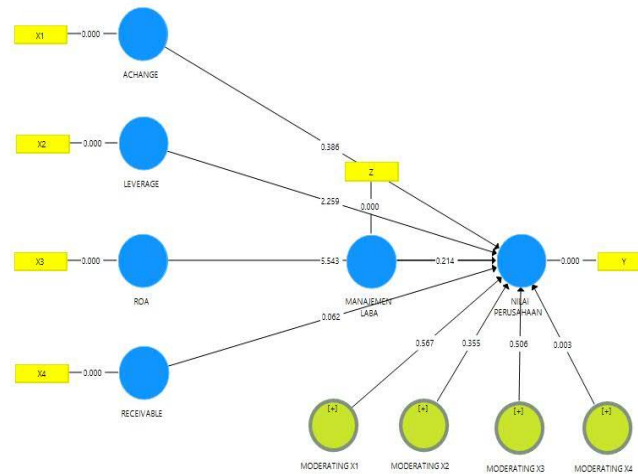 X1
0.000
ACHANGE
X2
0.000
LEVERAGE
0.386
Z
2.259
0.000
X3
0.000
ROA
5.543
MANAJEMEN
LABA
0.214
NILAI
PERUSAHAAN
0.000
Y
0.062
X4
0.000
RECEIVABLE
0.567
0.355
0.506
0.003
[+]
[+]
[+]
[+]
MODERATING X1
MODERATING X2
MODERATING X3
MODERATING X4